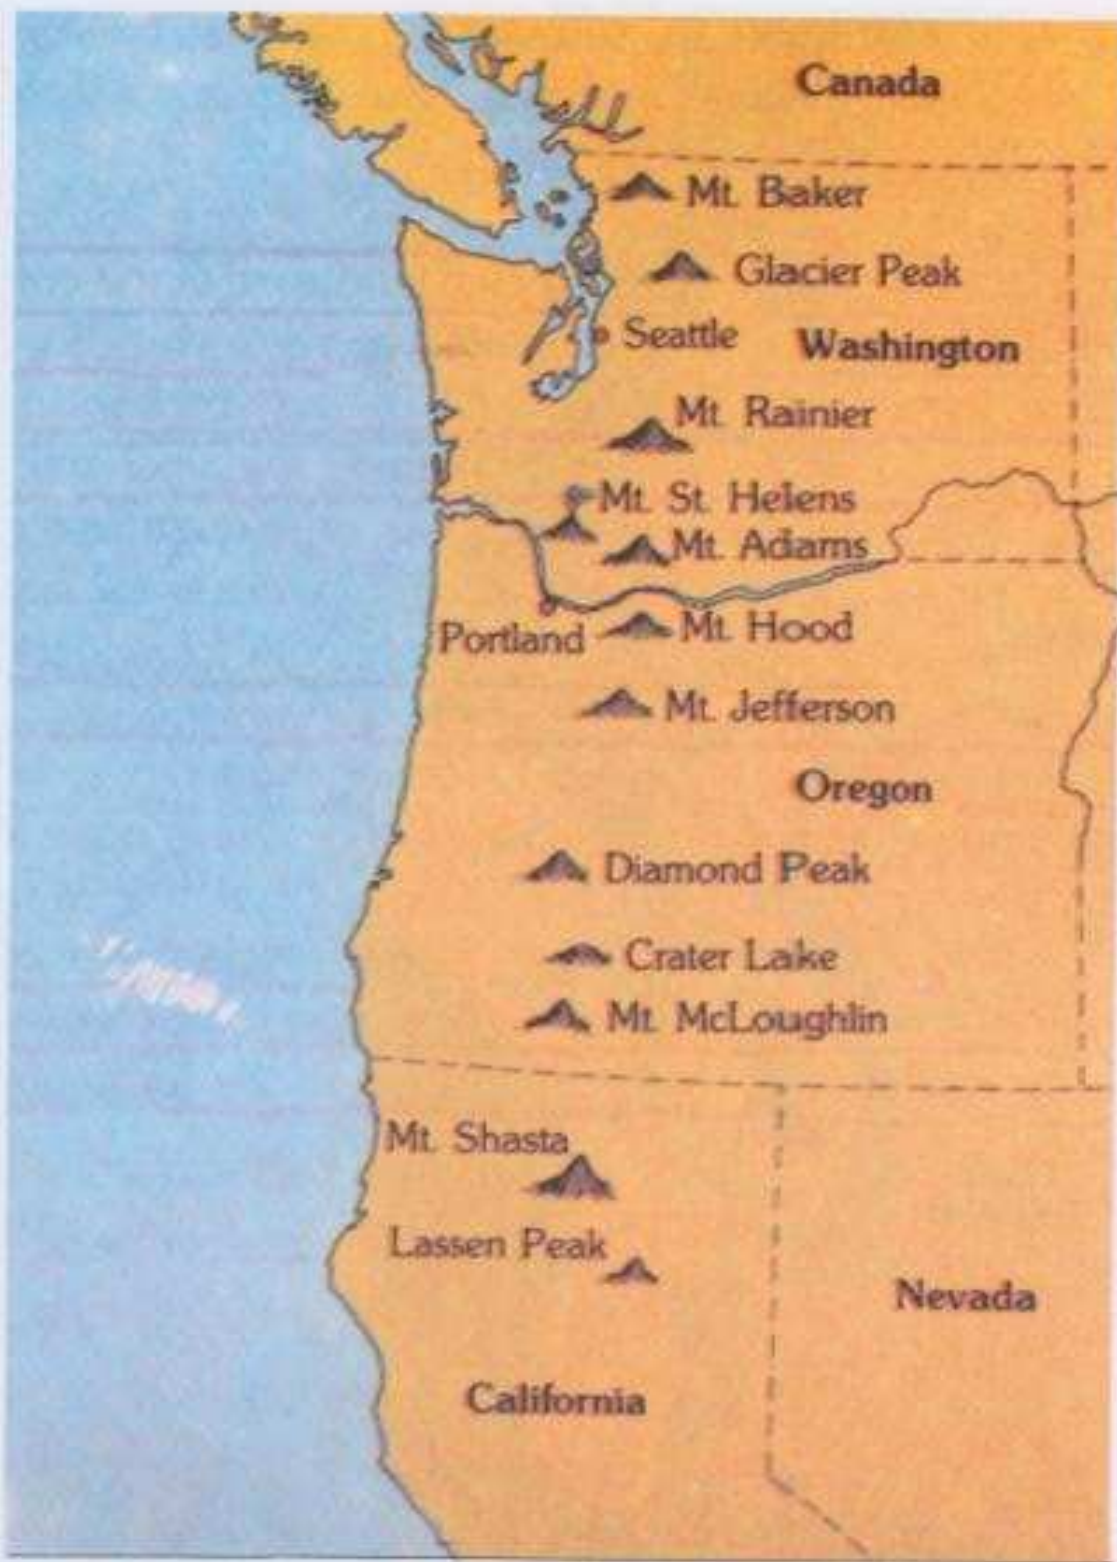 Canada
Mt. Baker
Glacier Peak
Seattle
Washington
Mt. Rainier
Mt. St. Helens
Mt. Adams
Portland
Mt. Hood
Mt. Jefferson
Oregon
Diamond Peak
Crater Lake
Mt. McLoughlin
Mt. Shasta
Lassen Peak
Nevada
California